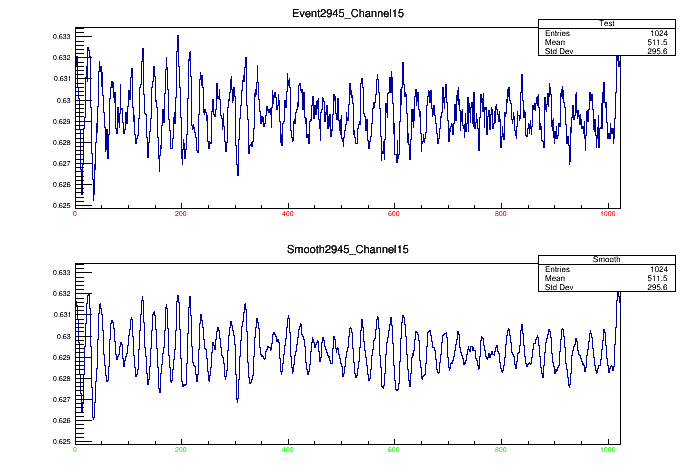 Event2945_Channel15
Test
Entries 1024
Mean 511.5
Std Dev 295.6
0.633
0.632
0.631
0.63
0.629
0.628
0.627
0.626
0.625
0 200 400 600 800 1000
Smooth2945_Channel15
Smooth
Entries 1024
Mean 511.5
Std Dev 295.6
0.633
0.632
0.631
0.63
0.629
0.628
0.627
0.626
0.625
0 200 400 600 800 1000